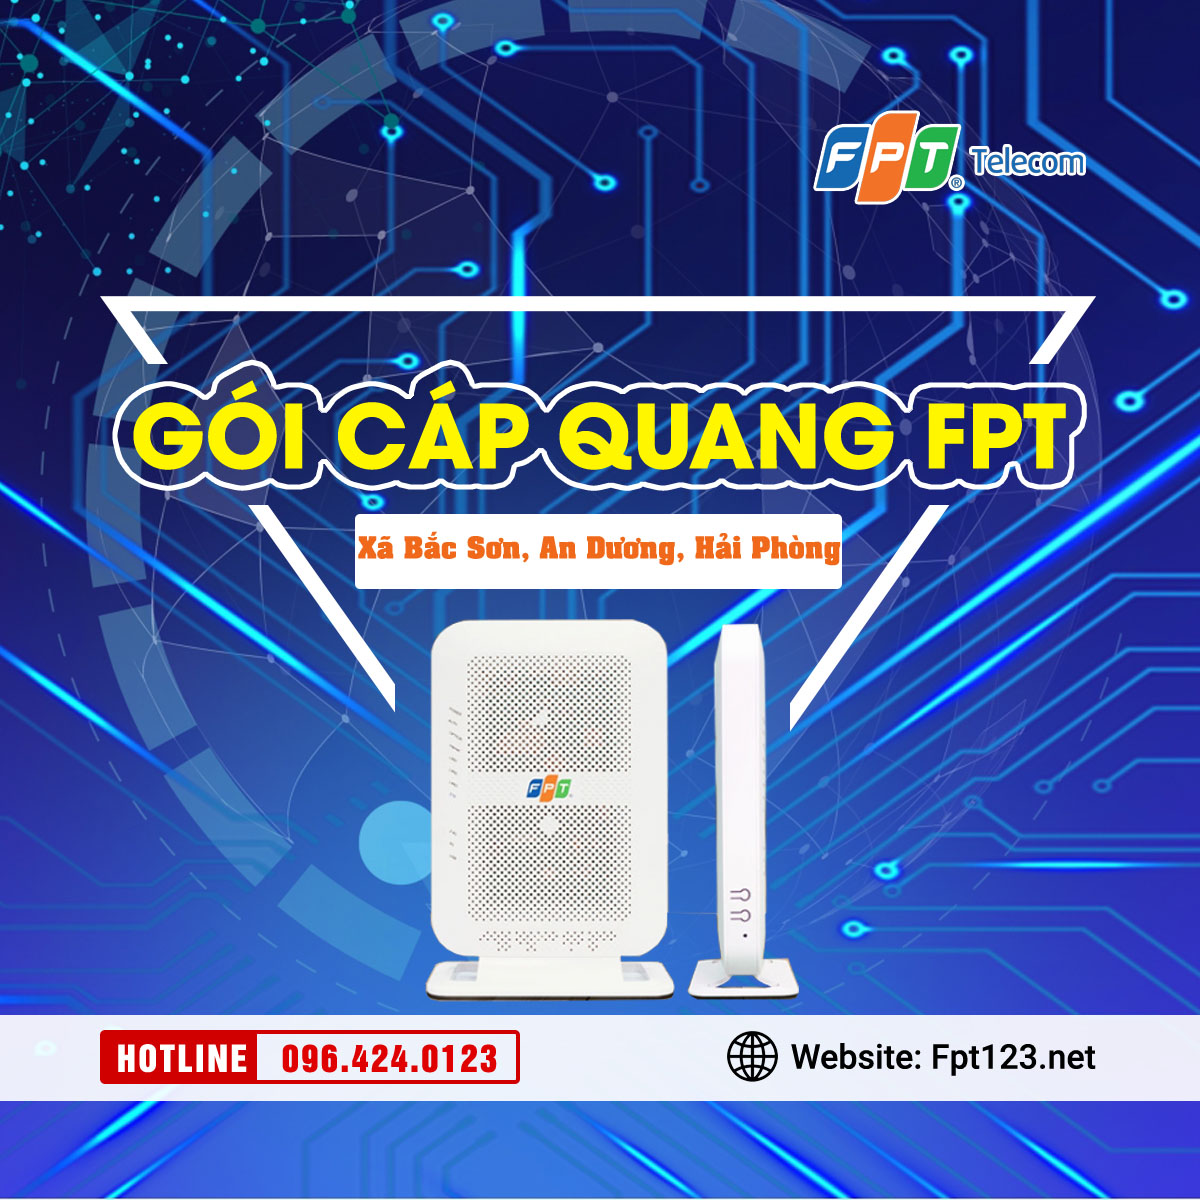 FPT® Telecom
GÓI CÁP QUANG FPT
Xã Bắc Sơn, An Dương, Hải Phòng
FPT
HOTLINE 096.424.0123
Website: Fpt123.net